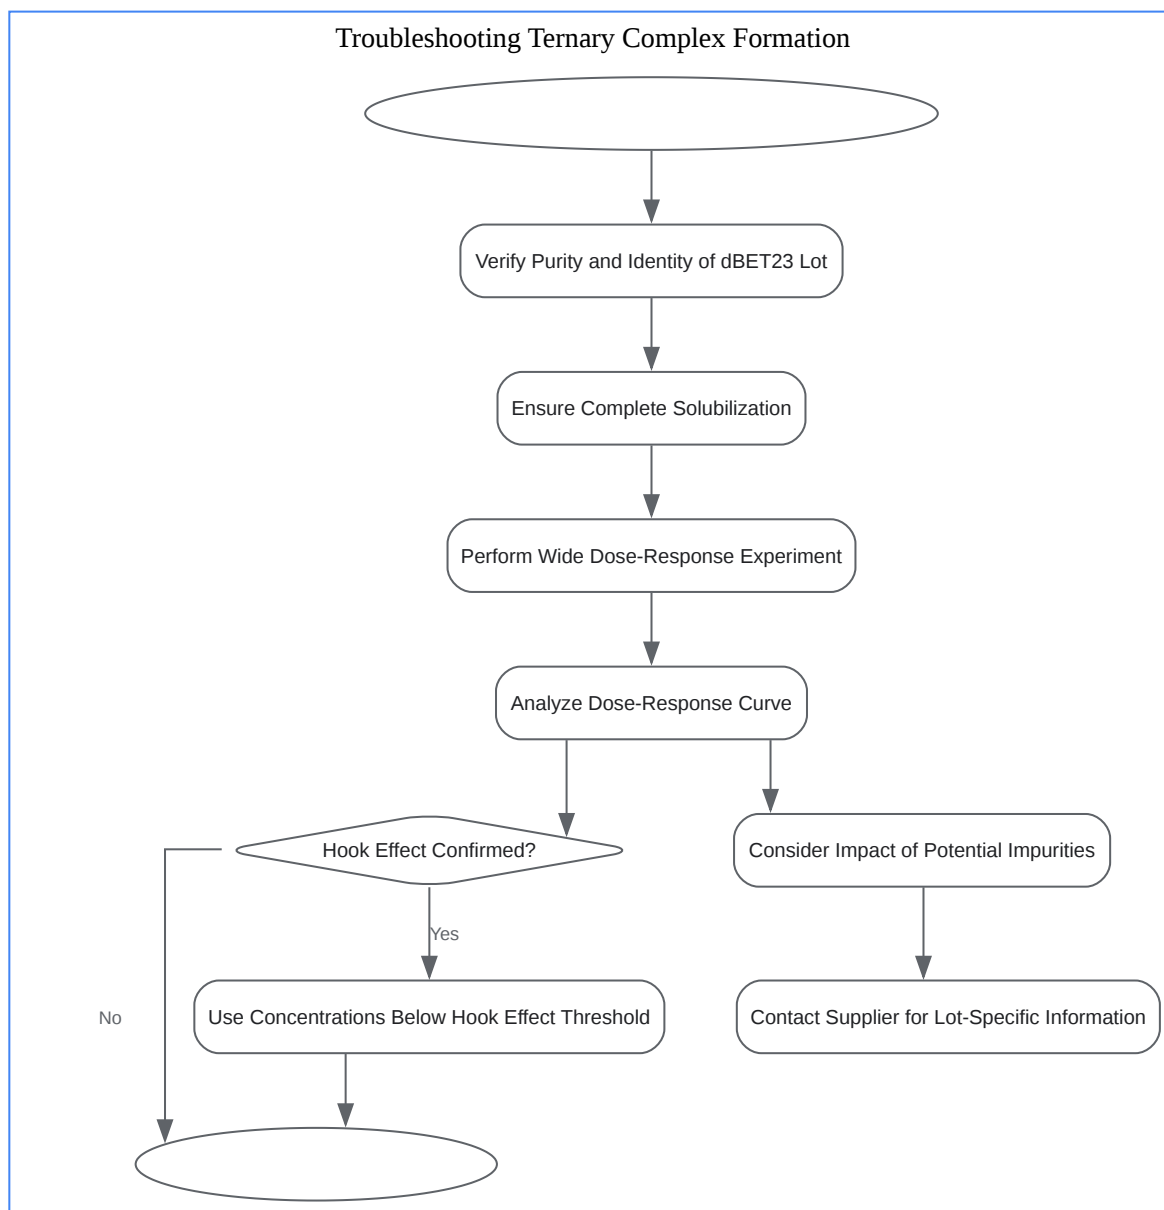 Troubleshooting Ternary Complex Formation
Verify Purity and Identity of dBET23 Lot
Ensure Complete Solubilization
Perform Wide Dose-Response Experiment
Analyze Dose-Response Curve
Hook Effect Confirmed?
Consider Impact of Potential Impurities
Yes
No
Use Concentrations Below Hook Effect Threshold
Contact Supplier for Lot-Specific Information